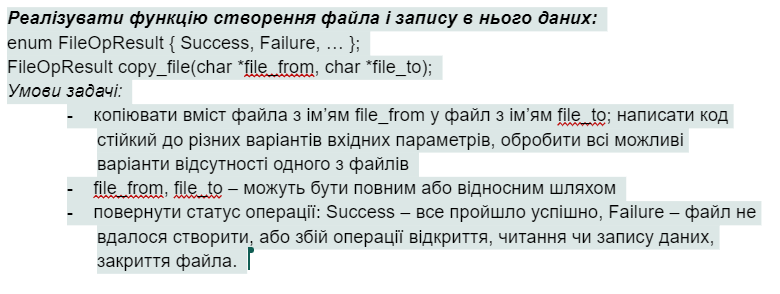 Реалізувати функцію створення файла і запису в нього даних:
enum FileOpResult { Success, Failure, … };
FileOpResult copy_file(char *file_from, char *file_to);
Умови задачі:
- копіювати вміст файла з ім’ям file_from у файл з ім’ям file_to; написати код
стійкий до різних варіантів вхідних параметрів, обробити всі можливі
варіанти відсутності одного з файлів
- file_from, file_to – можуть бути повним або відносним шляхом
- повернути статус операції: Success – все пройшло успішно, Failure – файл не
вдалося створити, або збій операції відкриття, читання чи запису даних,
закриття файла.